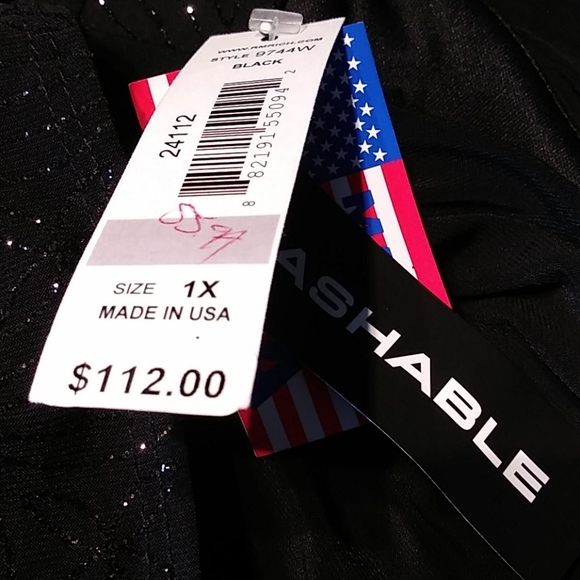 WWW.RMRICH.COM
STYLE 9744W
BLACK
24112
8 82191 55094 2
SIZE 1X
MADE IN USA
$112.00
ASHABLE